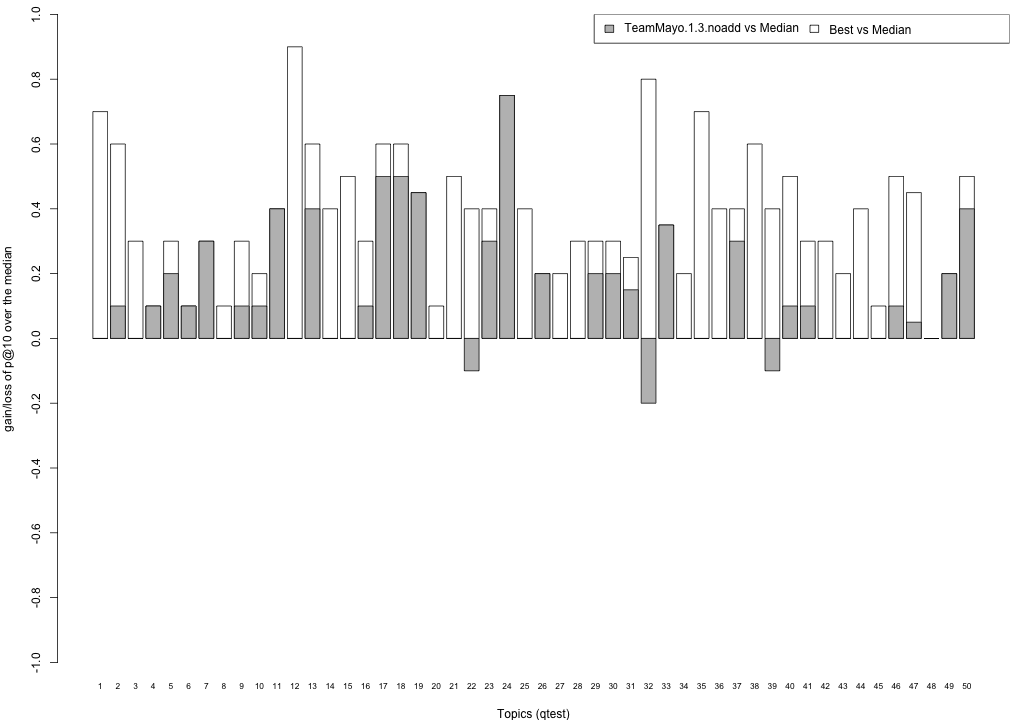 TeamMayo.1.3.noadd vs Median Best vs Median
1.0
0.8
0.6
0.4
0.2
0.0
-0.2
-0.4
-0.6
-0.8
-1.0
gain/loss of p@10 over the median
1 2 3 4 5 6 7 8 9 10 11 12 13 14 15 16 17 18 19 20 21 22 23 24 25 26 27 28 29 30 31 32 33 34 35 36 37 38 39 40 41 42 43 44 45 46 47 48 49 50
Topics (qtest)